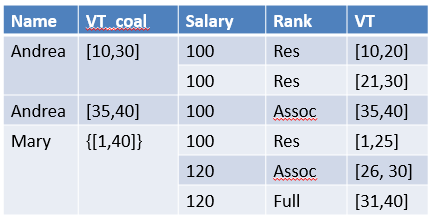 Name VT_coal Salary Rank VT
Andrea [10,30] 100 Res [10,20]
100 Res [21,30]
Andrea [35,40] 100 Assoc [35,40]
Mary {[1,40]} 100 Res [1,25]
120 Assoc [26, 30]
120 Full [31,40]